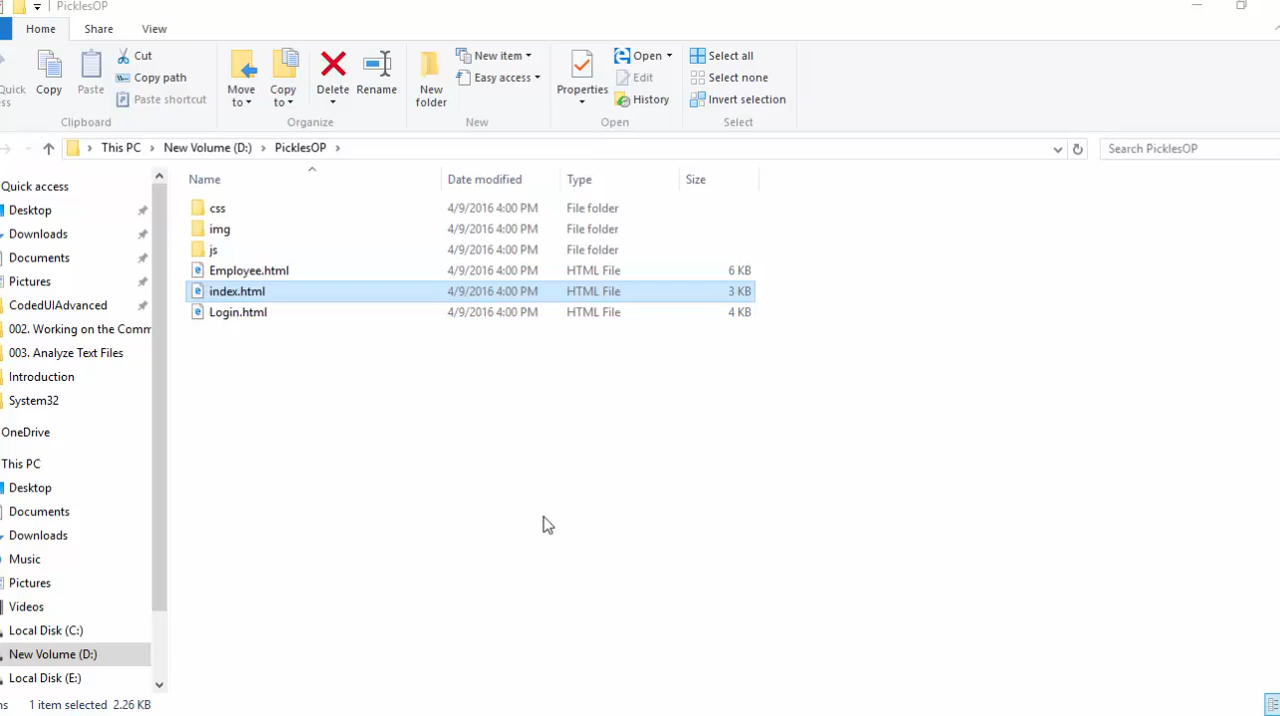 PicklesOP
Home Share View
Quick
ess
Copy
Paste
Cut
Copy path
Paste shortcut
Clipboard
Move
to
Copy
to
Delete
Rename
Organize
New
folder
New item
Easy access
New
Properties
Open
Edit
History
Open
Select all
Select none
Invert selection
Select
This PC > New Volume (D:) > PicklesOP >
Search PicklesOP
Quick access
Desktop
Downloads
Documents
Pictures
CodedUIAdvanced
002. Working on the Comm
003. Analyze Text Files
Introduction
System32
OneDrive
This PC
Desktop
Documents
Downloads
Music
Pictures
Videos
Local Disk (C:)
New Volume (D:)
Local Disk (E:)
Name Date modified Type Size
css 4/9/2016 4:00 PM File folder
img 4/9/2016 4:00 PM File folder
js 4/9/2016 4:00 PM File folder
Employee.html 4/9/2016 4:00 PM HTML File 6 KB
index.html 4/9/2016 4:00 PM HTML File 3 KB
Login.html 4/9/2016 4:00 PM HTML File 4 KB
ms 1 item selected 2.26 KB